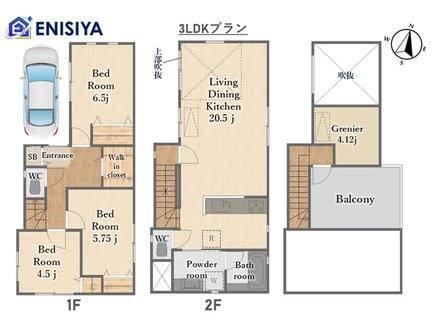 ENISIYA
3LDKプラン
N
W
E
S
Bed
Room
6.5j
上部吹抜
Living
Dining
Kitchen
20.5 j
吹抜
Grenier
4.12j
SB
Entrance
Walk
in
closet
WC
Bed
Room
5.75 j
Bed
Room
4.5 j
R
WC
Powder
room
W
Bath
room
Balcony
1F
2F